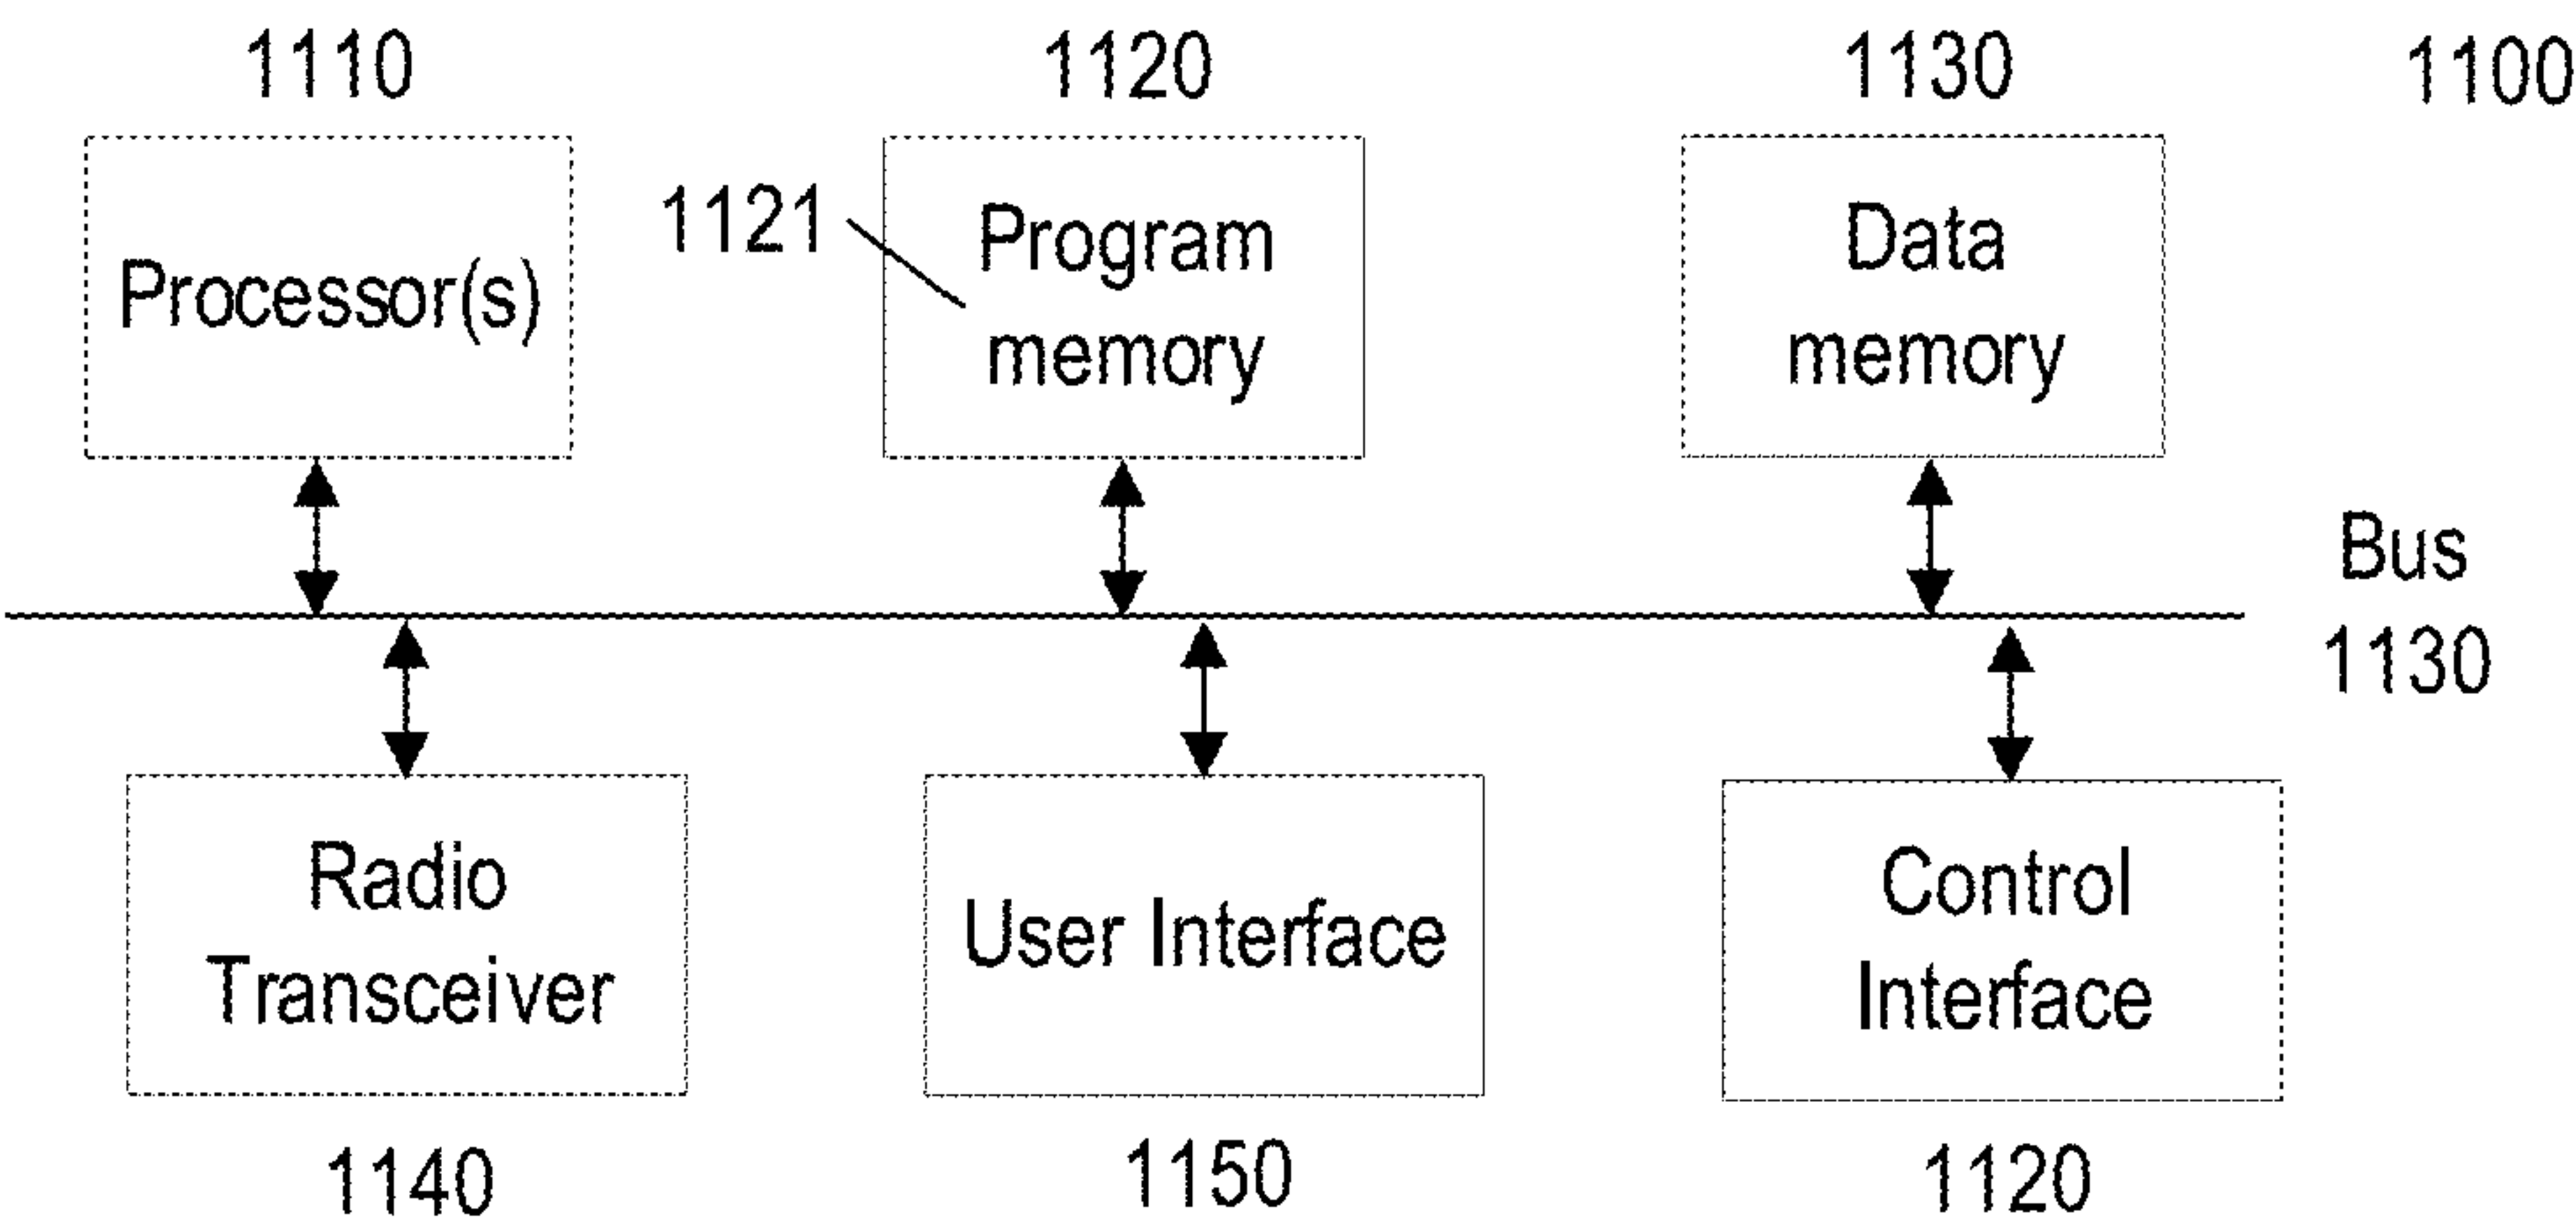 1110
1120
1130
1100
Processor(s)
1121
Program
memory
Data
memory
Bus
1130
Radio
Transceiver
User Interface
Control
Interface
1140
1150
1120